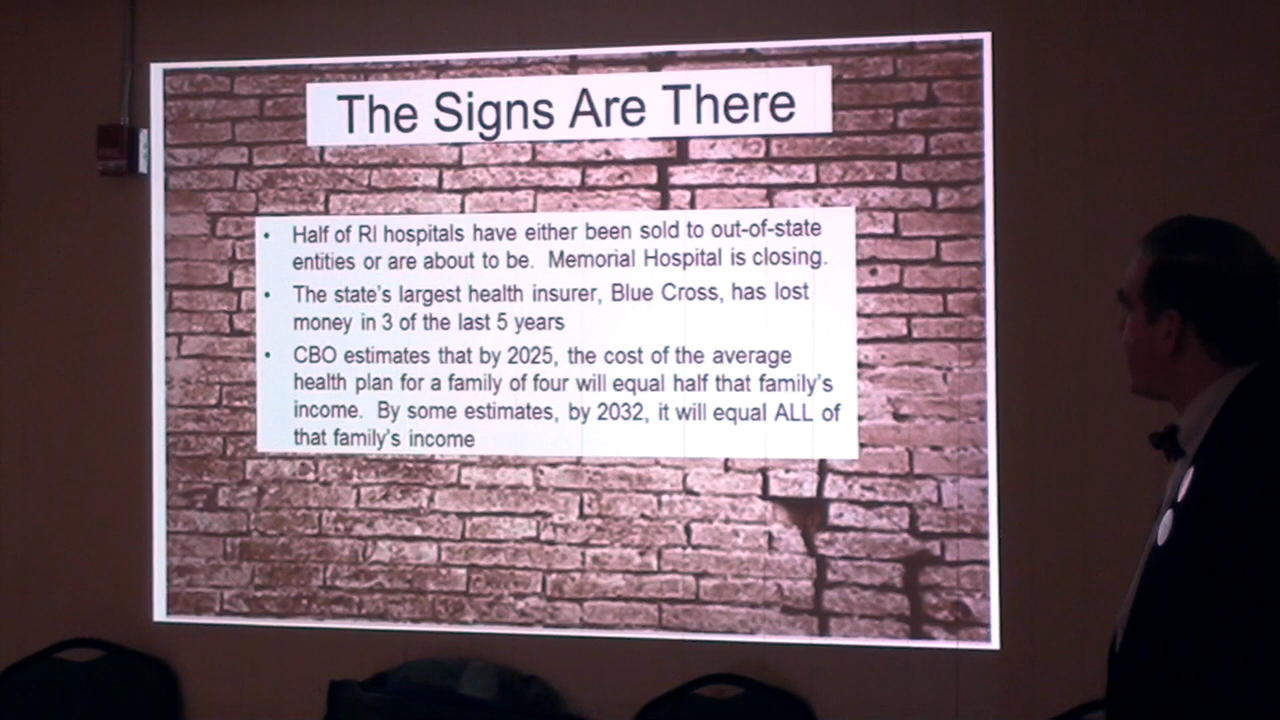 The Signs Are There
• Half of RI hospitals have either been sold to out-of-state
entities or are about to be.  Memorial Hospital is closing.
• The state's largest health insurer, Blue Cross, has lost
money in 3 of the last 5 years
• CBO estimates that by 2025, the cost of the average
health plan for a family of four will equal half that family's
income.  By some estimates, by 2032, it will equal ALL of
that family's income